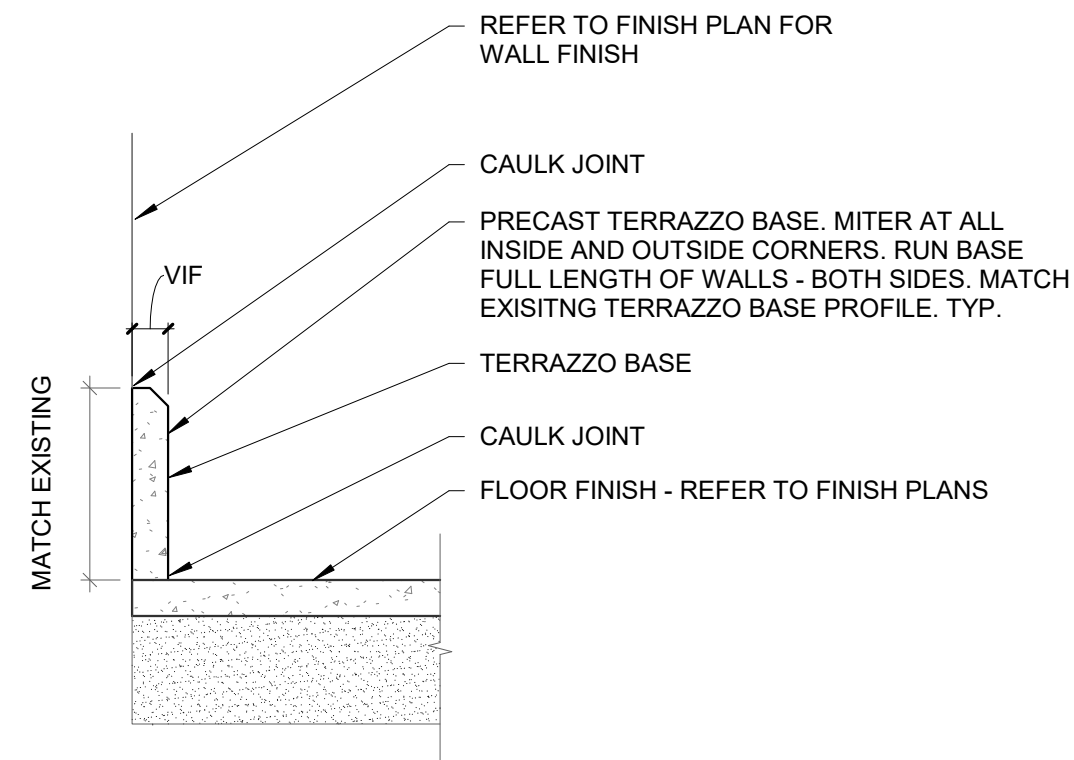 REFER TO FINISH PLAN FOR
WALL FINISH
CAULK JOINT
PRECAST TERRAZZO BASE. MITER AT ALL
INSIDE AND OUTSIDE CORNERS. RUN BASE
FULL LENGTH OF WALLS - BOTH SIDES. MATCH
EXISITNG TERRAZZO BASE PROFILE. TYP.
VIF
TERRAZZO BASE
MATCH EXISTING
CAULK JOINT
FLOOR FINISH - REFER TO FINISH PLANS